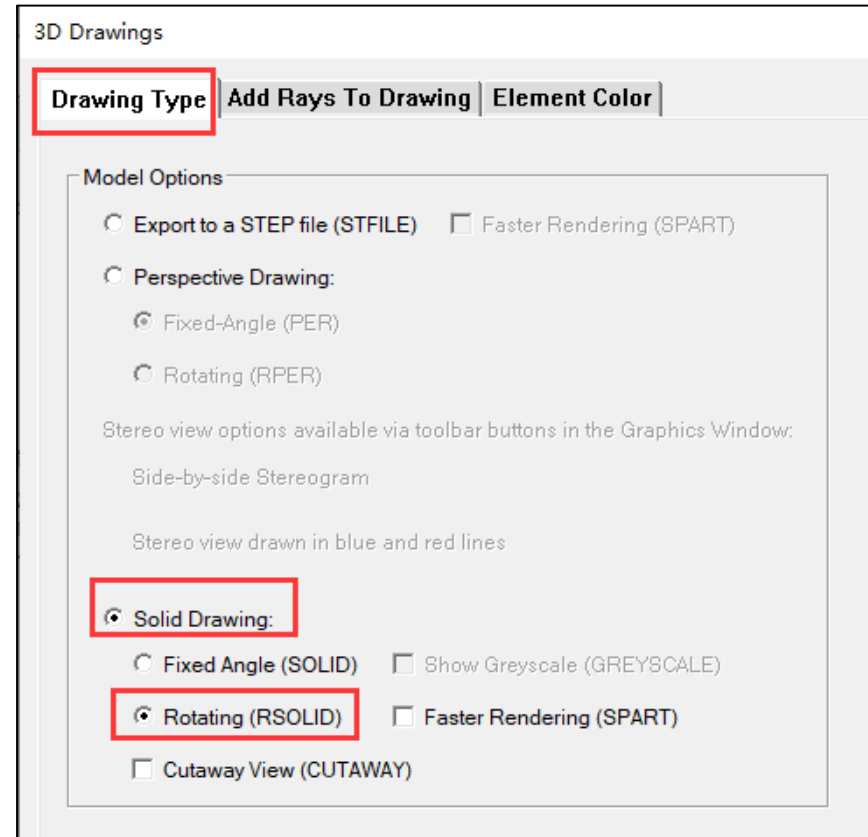 3D Drawings
Drawing Type Add Rays To Drawing Element Color
Model Options
Export to a STEP file (STFILE) Faster Rendering (SPART)
Perspective Drawing:
Fixed-Angle (PER)
Rotating (RPER)
Stereo view options available via toolbar buttons in the Graphics Window:
Side-by-side Stereogram
Stereo view drawn in blue and red lines
Solid Drawing:
Fixed Angle (SOLID) Show Greyscale (GREYSCALE)
Rotating (RSOLID) Faster Rendering (SPART)
Cutaway View (CUTAWAY)